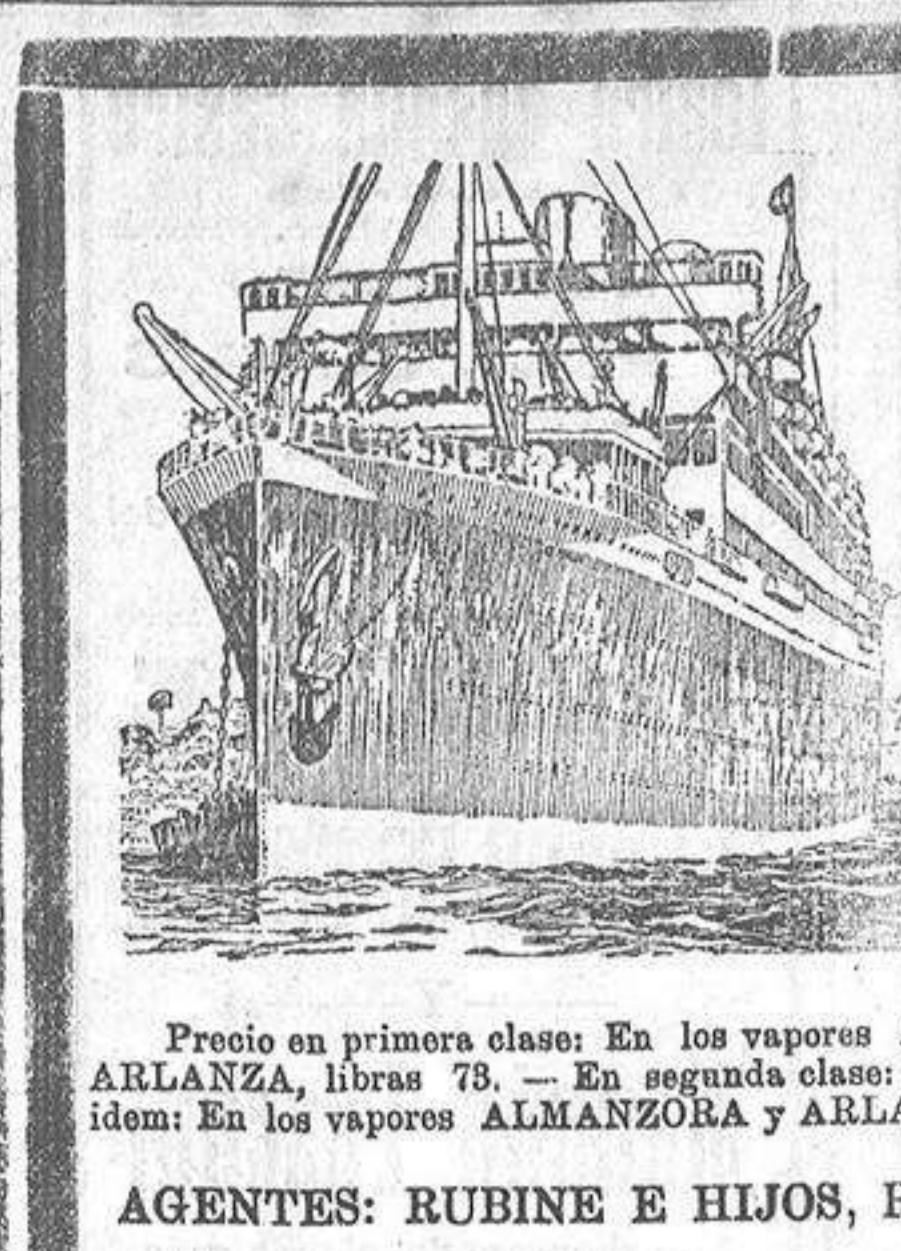 Precio en primera clase: En los vapores
ARLANZA, libras 73. — En segunda clase:
idem: En los vapores ALMANZORA y ARLA
AGENTES: RUBINE E HIJOS,